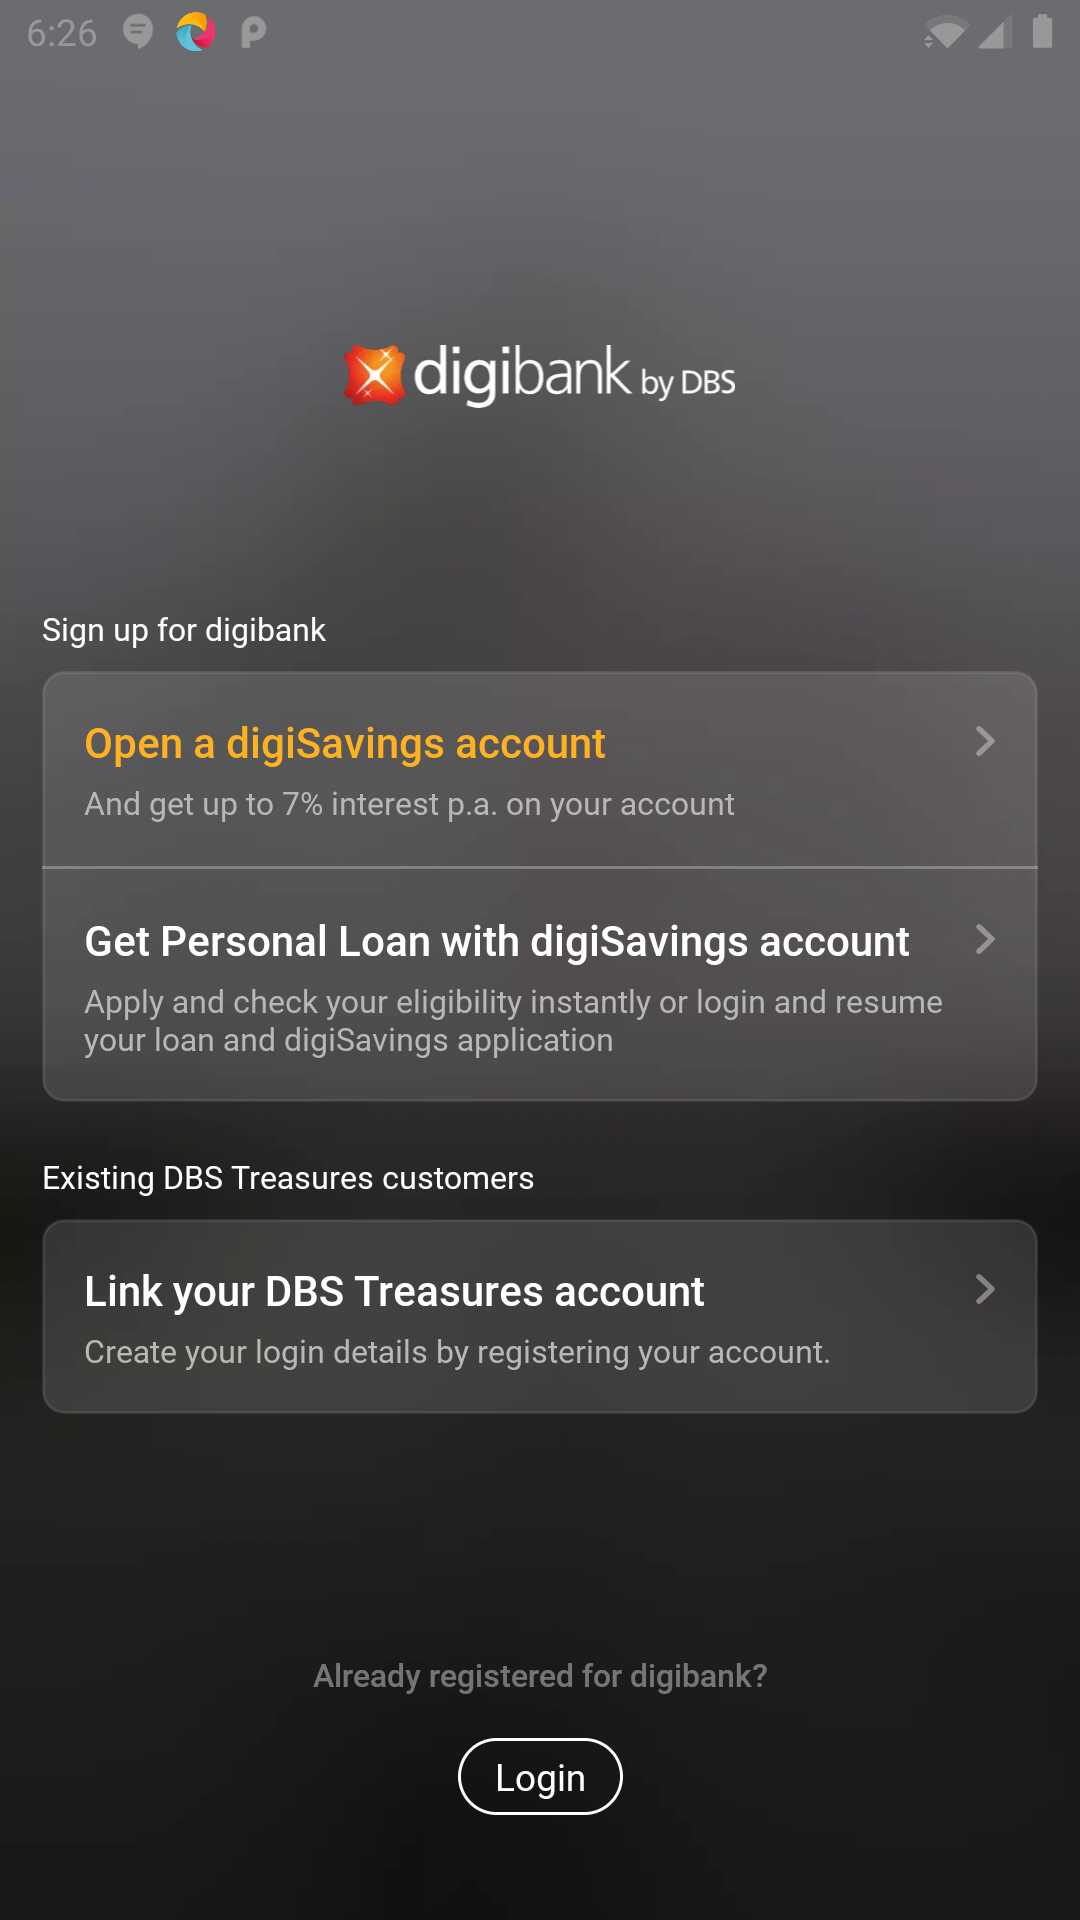 6:26
digibank by DBS
Sign up for digibank
Open a digiSavings account
And get up to 7% interest p.a. on your account
Get Personal Loan with digiSavings account
Apply and check your eligibility instantly or login and resume
your loan and digiSavings application
Existing DBS Treasures customers
Link your DBS Treasures account
Create your login details by registering your account.
Already registered for digibank?
Login